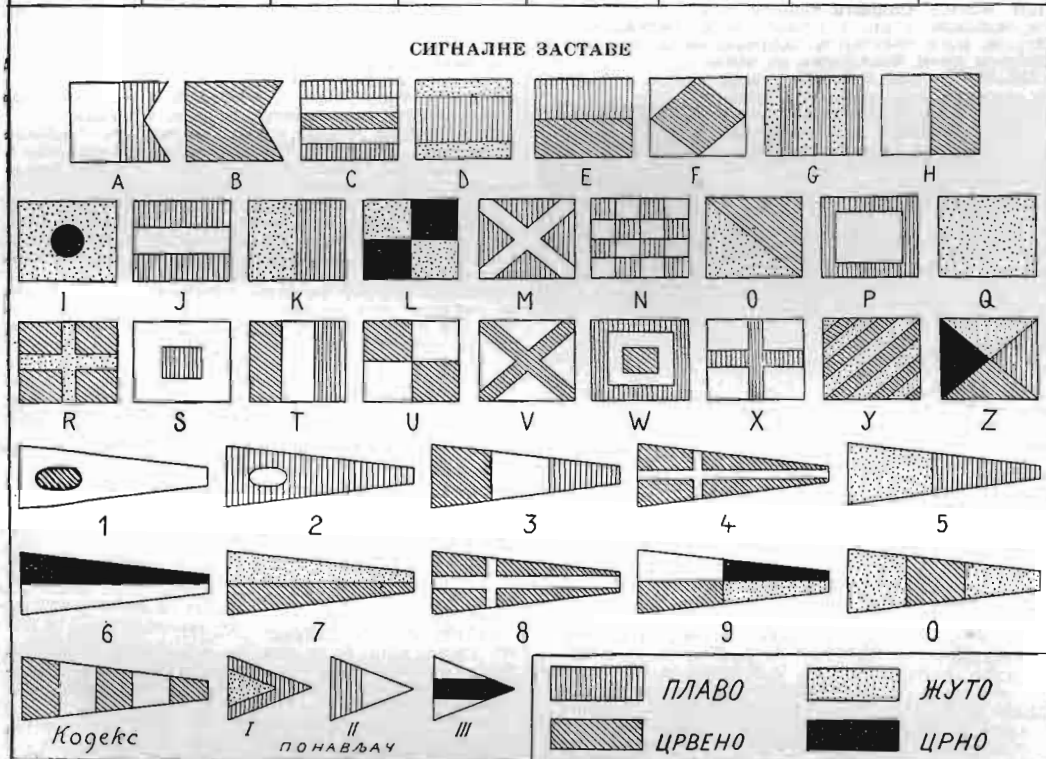 СИГНАЛНЕ ЗАСТАВЕ
A B C D E F G H
I J K L M N O P Q
R S T U V W X Y Z
1 2 3 4 5
6 7 8 9 0
I II III
Кодекс
ПОНАВЉАЧ
ПЛАВО ЖУТО
ЦРВЕНО ЦРНО